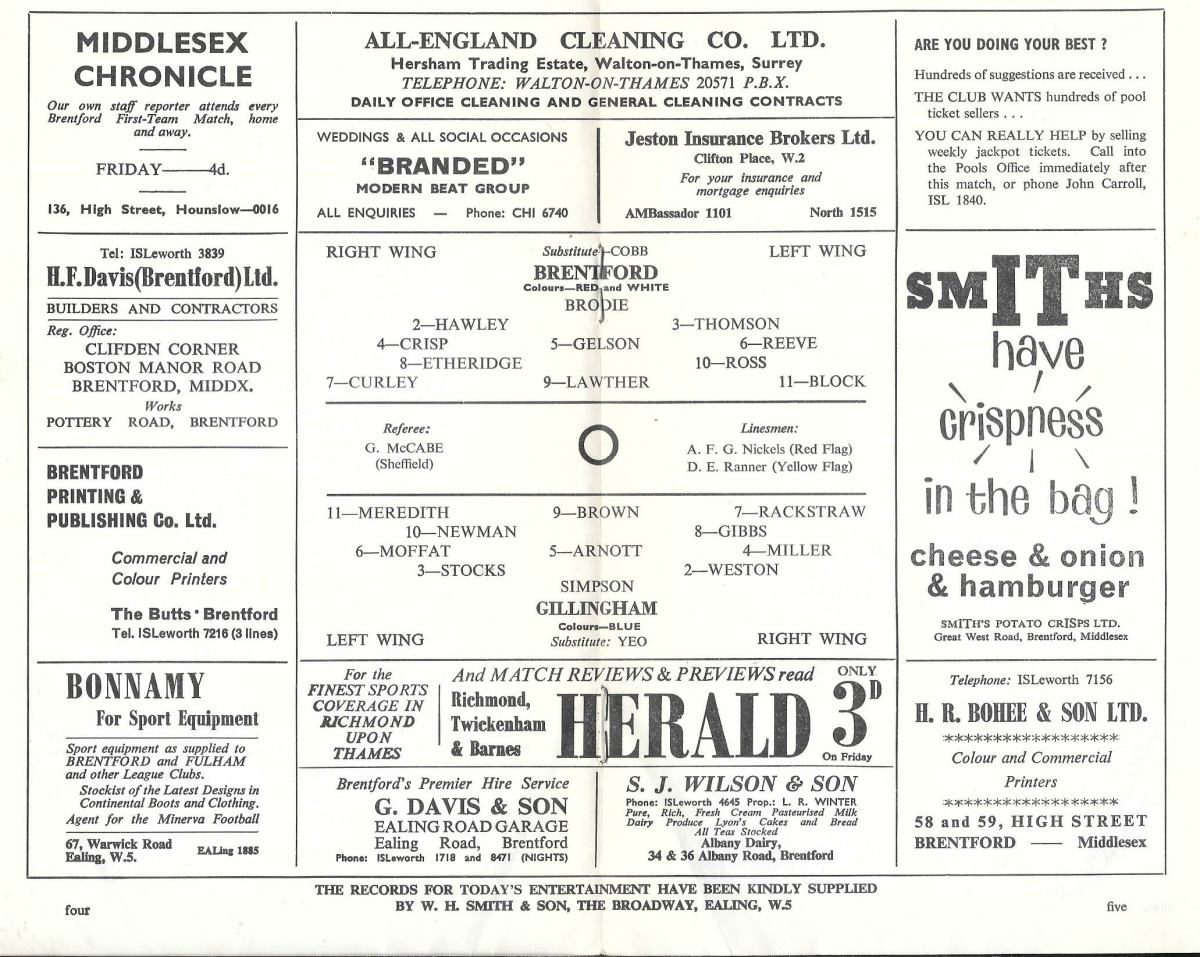 MIDDLESEX
CHRONICLE
Our own staff reporter attends every
Brentford First-Team Match, home
and away.
FRIDAY——4d.
136, High Street, Hounslow—0016
Tel: ISLeworth 3839
H.F.Davis(Brentford)Ltd.
BUILDERS AND CONTRACTORS
Reg. Office:
CLIFDEN CORNER
BOSTON MANOR ROAD
BRENTFORD, MIDDX.
Works
POTTERY ROAD, BRENTFORD
BRENTFORD
PRINTING &
PUBLISHING Co. Ltd.
Commercial and
Colour Printers
The Butts · Brentford
Tel. ISLeworth 7216 (3 lines)
BONNAMY
For Sport Equipment
Sport equipment as supplied to
BRENTFORD and FULHAM
and other League Clubs.
Stockist of the Latest Designs in
Continental Boots and Clothing.
Agent for the Minerva Football
67, Warwick Road
Ealing, W.5.
EALing 1885
ALL-ENGLAND CLEANING CO. LTD.
Hersham Trading Estate, Walton-on-Thames, Surrey
TELEPHONE: WALTON-ON-THAMES 20571 P.B.X.
DAILY OFFICE CLEANING AND GENERAL CLEANING CONTRACTS
WEDDINGS & ALL SOCIAL OCCASIONS
"BRANDED"
MODERN BEAT GROUP
ALL ENQUIRIES — Phone: CHI 6740
Jeston Insurance Brokers Ltd.
Clifton Place, W.2
For your insurance and
mortgage enquiries
AMBassador 1101 North 1515
RIGHT WING Substitute—COBB LEFT WING
BRENTFORD
Colours—RED and WHITE
BRODIE
2—HAWLEY 3—THOMSON
4—CRISP 5—GELSON 6—REEVE
8—ETHERIDGE 10—ROSS
7—CURLEY 9—LAWTHER 11—BLOCK
Referee:
G. McCABE
(Sheffield)
Linesmen:
A. F. G. Nickels (Red Flag)
D. E. Ranner (Yellow Flag)
11—MEREDITH 9—BROWN 7—RACKSTRAW
10—NEWMAN 8—GIBBS
6—MOFFAT 5—ARNOTT 4—MILLER
3—STOCKS 2—WESTON
SIMPSON
GILLINGHAM
Colours—BLUE
LEFT WING Substitute: YEO RIGHT WING
For the
FINEST SPORTS
COVERAGE IN
RICHMOND
UPON
THAMES
And MATCH REVIEWS & PREVIEWS read
Richmond,
Twickenham
& Barnes
HERALD
ONLY
3D
On Friday
Brentford's Premier Hire Service
G. DAVIS & SON
EALING ROAD GARAGE
Ealing Road, Brentford
Phone: ISLeworth 1718 and 8471 (NIGHTS)
S. J. WILSON & SON
Phone: ISLeworth 4645 Prop.: L. R. WINTER
Pure, Rich, Fresh Cream Pasteurised Milk
Dairy Produce Lyon's Cakes and Bread
All Teas Stocked
Albany Dairy,
34 & 36 Albany Road, Brentford
ARE YOU DOING YOUR BEST ?
Hundreds of suggestions are received . . .
THE CLUB WANTS hundreds of pool
ticket sellers . . .
YOU CAN REALLY HELP by selling
weekly jackpot tickets. Call into
the Pools Office immediately after
this match, or phone John Carroll,
ISL 1840.
SMITHS
have
crispness
in the bag !
cheese & onion
& hamburger
SMITH'S POTATO CRISPS LTD.
Great West Road, Brentford, Middlesex
Telephone: ISLeworth 7156
H. R. BOHEE & SON LTD.
******************
Colour and Commercial
Printers
******************
58 and 59, HIGH STREET
BRENTFORD —— Middlesex
THE RECORDS FOR TODAY'S ENTERTAINMENT HAVE BEEN KINDLY SUPPLIED
BY W. H. SMITH & SON, THE BROADWAY, EALING, W.5
four
five